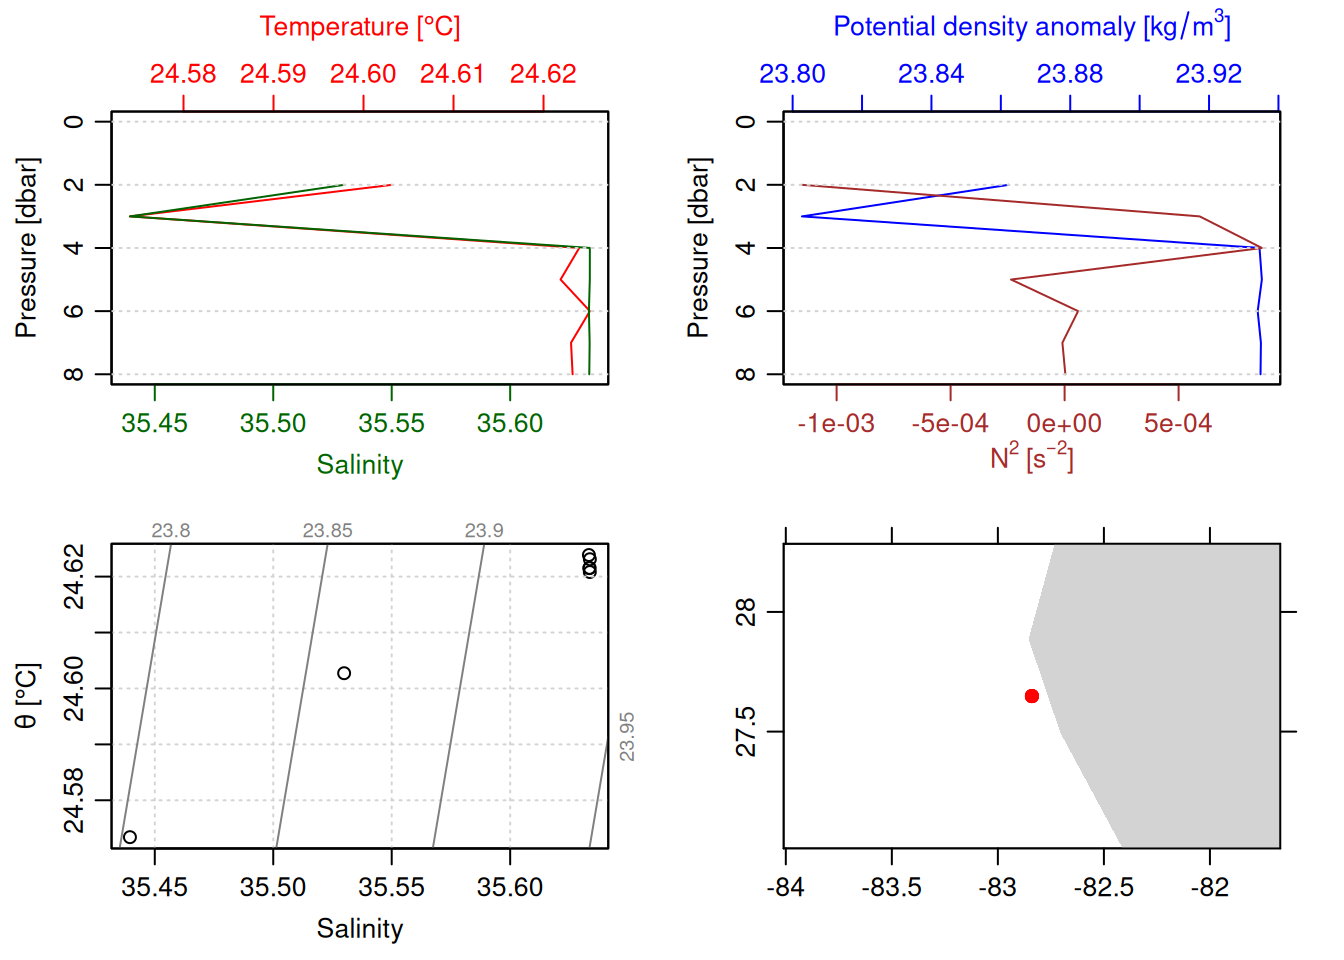 Temperature [°C]
24.58 24.59 24.60 24.61 24.62
Pressure [dbar]
0
2
4
6
8
35.45 35.50 35.55 35.60
Salinity
Potential density anomaly [kg/m³]
23.80 23.84 23.88 23.92
Pressure [dbar]
0
2
4
6
8
-1e-03 -5e-04 0e+00 5e-04
N² [s⁻²]
23.8 23.85 23.9
23.95
θ [°C]
24.62
24.60
24.58
35.45 35.50 35.55 35.60
Salinity
28
27.5
-84 -83.5 -83 -82.5 -82